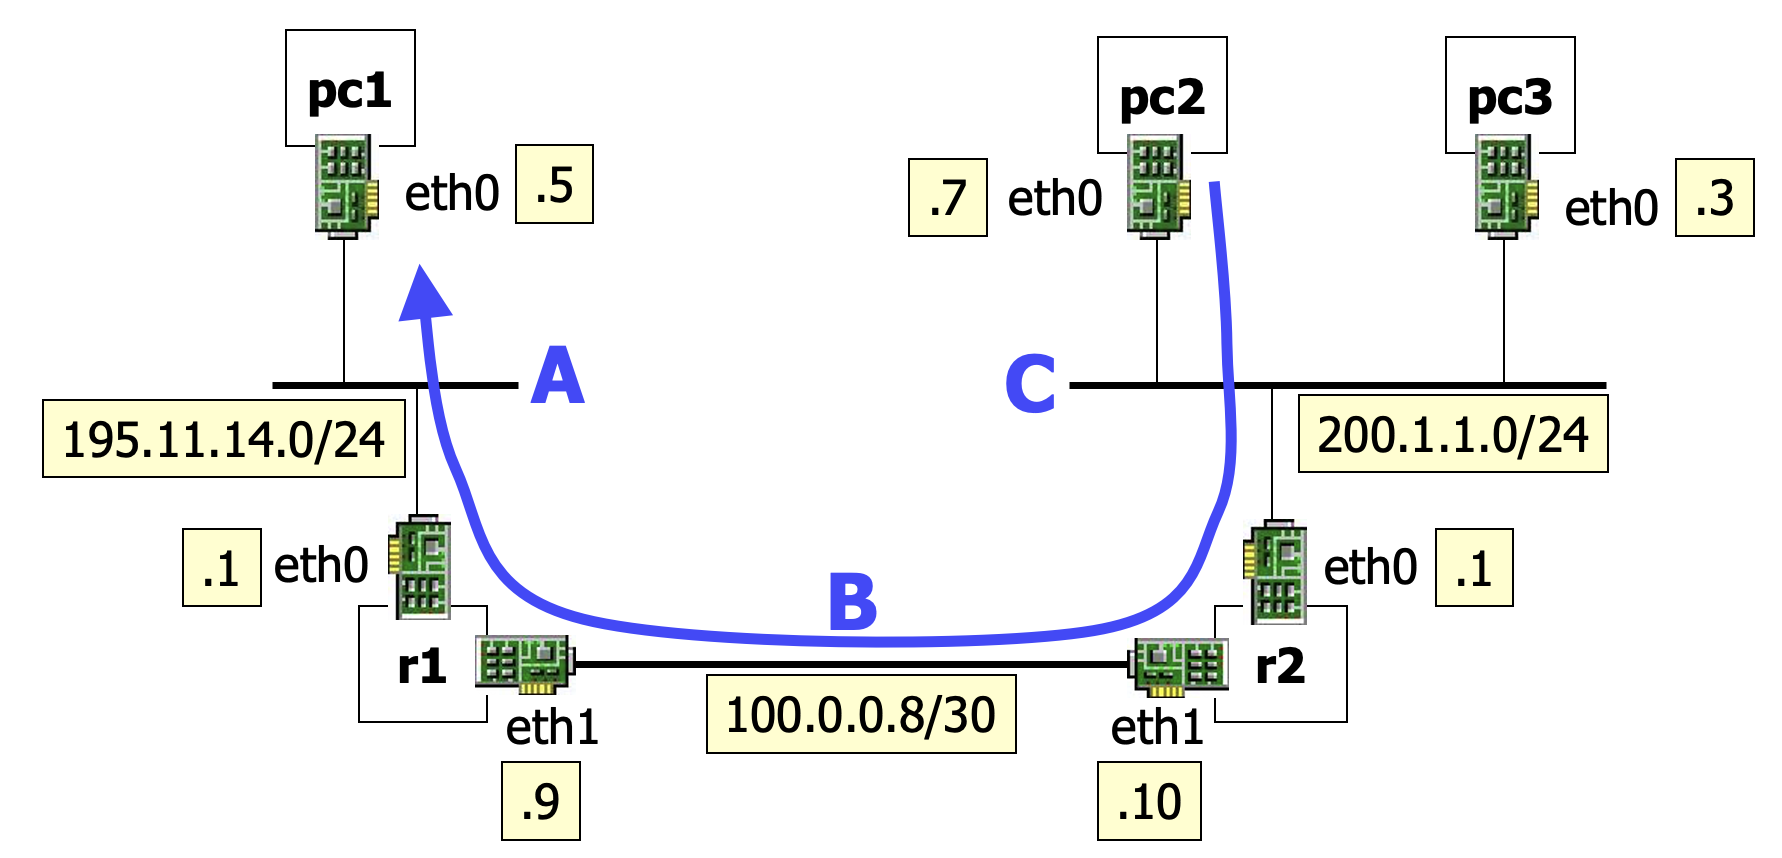 pc1
pc2
pc3
eth0
.5
.7
eth0
eth0
.3
A
C
195.11.14.0/24
200.1.1.0/24
.1
eth0
B
eth0
.1
r1
r2
eth1
100.0.0.8/30
eth1
.9
.10